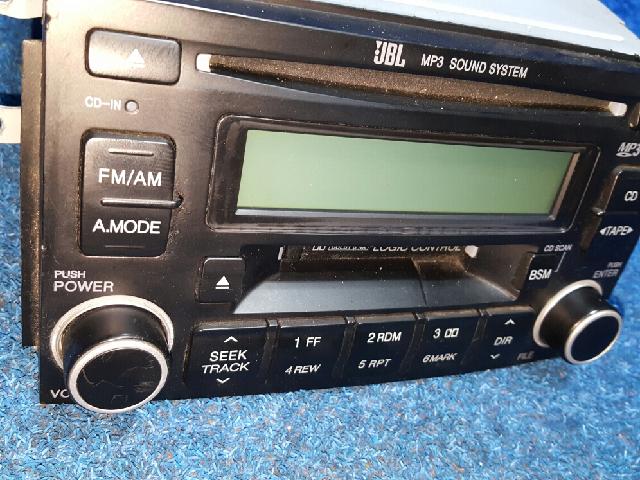 JBL MP3 SOUND SYSTEM
CD-IN
MP3
FM/AM
A.MODE
CD
◄TAPE►
LOGIC CONTROL
CD SCAN
BSM
PUSH
POWER
PUSH
ENTER
SEEK
TRACK
1 FF
4 REW
2 RDM
5 RPT
3
6 MARK
DIR
FILE